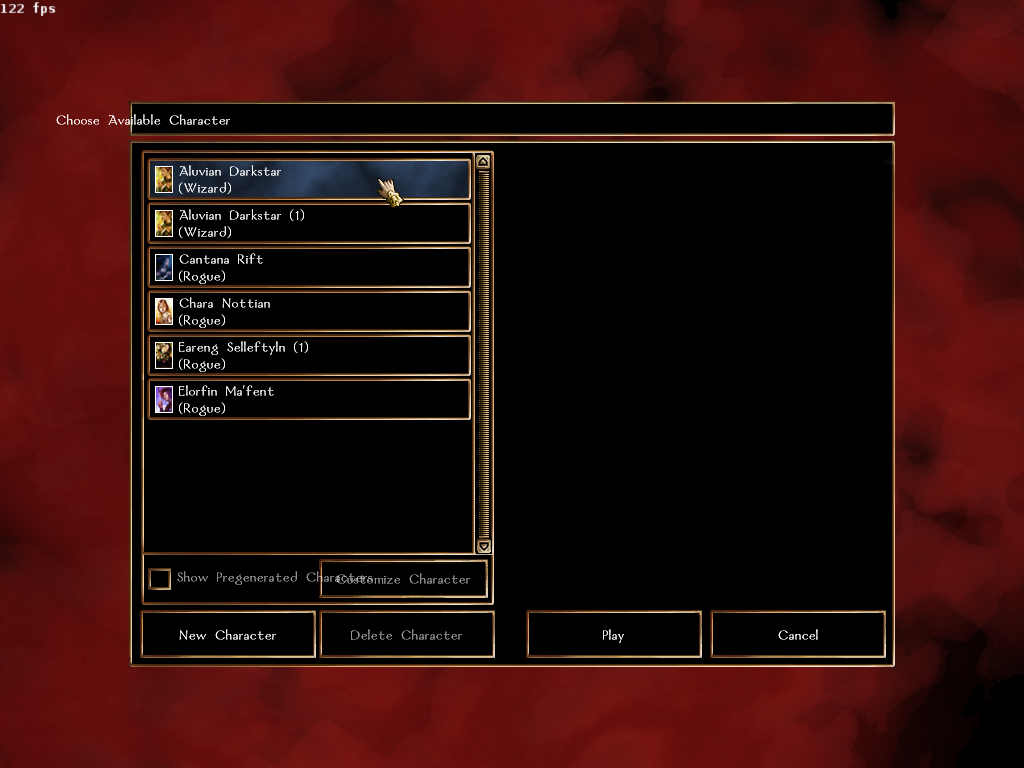 122 fps
Choose Available Character
Aluvian Darkstar
(Wizard)
Aluvian Darkstar (1)
(Wizard)
Cantana Rift
(Rogue)
Chara Nottian
(Rogue)
Eareng Selleftyln (1)
(Rogue)
Elorfin Ma'fent
(Rogue)
Show Pregenerated Characters
Customize Character
New Character
Delete Character
Play
Cancel